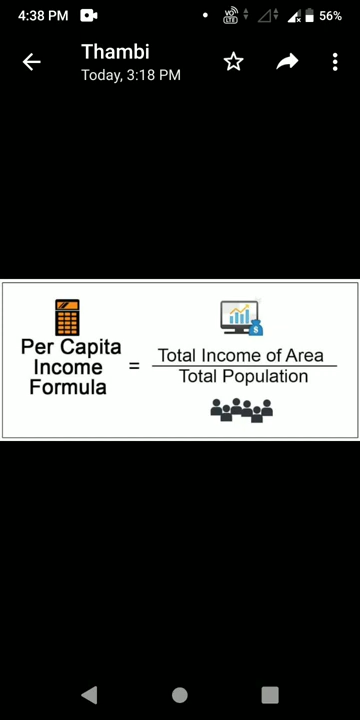 4:38 PM
56%
Thambi
Today, 3:18 PM
Per Capita
Income
Formula
=
Total Income of Area
Total Population
$